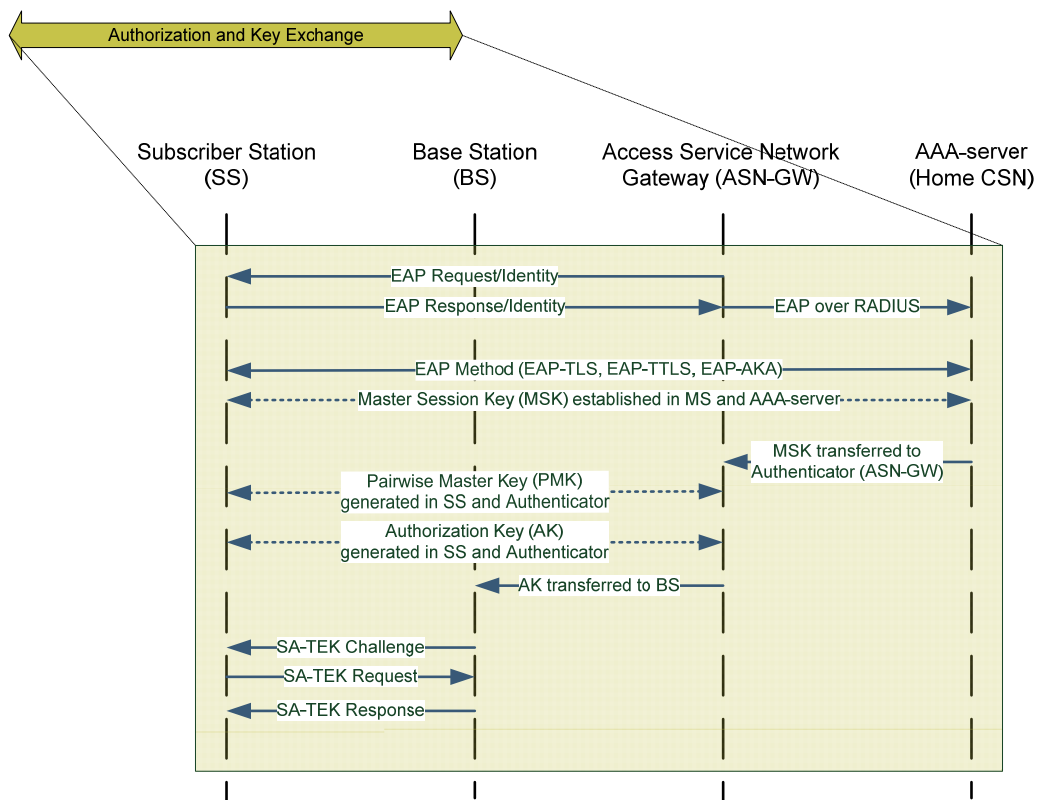 Authorization and Key Exchange
Subscriber Station
(SS)
Base Station
(BS)
Access Service Network
Gateway (ASN-GW)
AAA-server
(Home CSN)
EAP Request/Identity
EAP Response/Identity
EAP over RADIUS
EAP Method (EAP-TLS, EAP-TTLS, EAP-AKA)
Master Session Key (MSK) established in MS and AAA-server
MSK transferred to
Authenticator (ASN-GW)
Pairwise Master Key (PMK)
generated in SS and Authenticator
Authorization Key (AK)
generated in SS and Authenticator
AK transferred to BS
SA-TEK Challenge
SA-TEK Request
SA-TEK Response